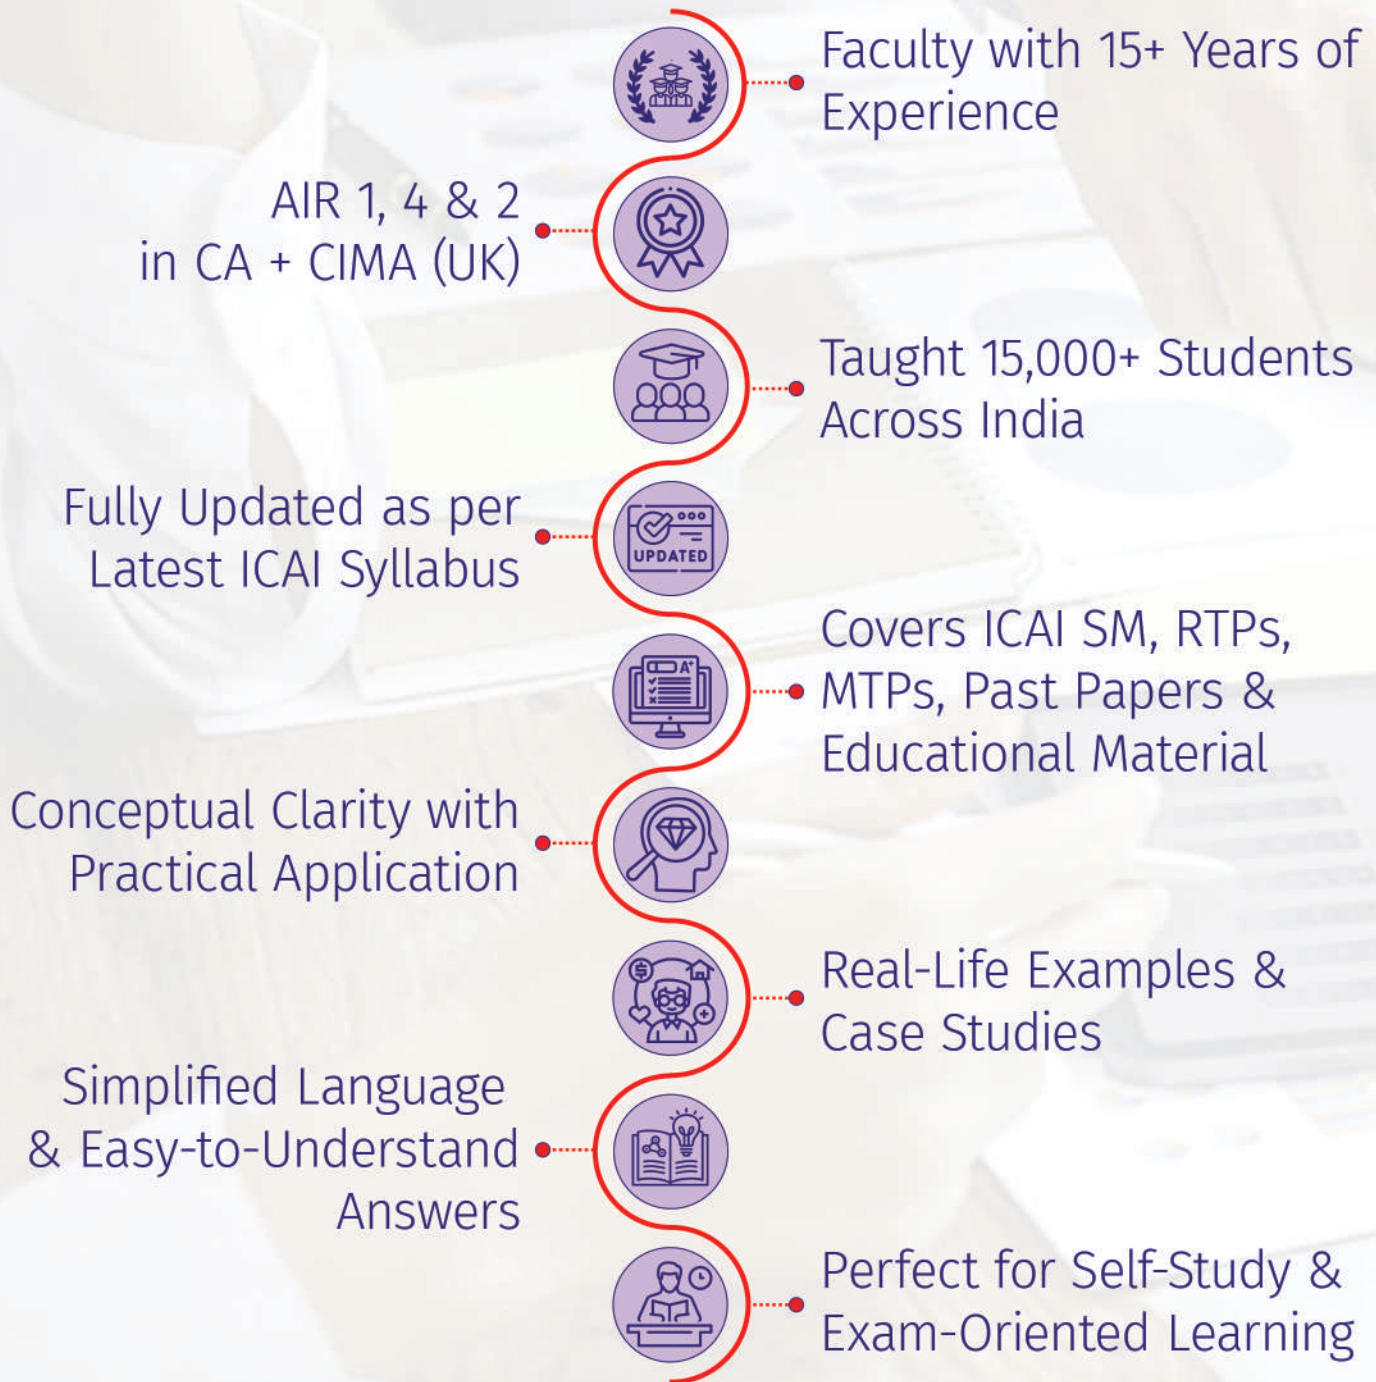 Faculty with 15+ Years of
Experience
AIR 1, 4 & 2
in CA + CIMA (UK)
Taught 15,000+ Students
Across India
Fully Updated as per
Latest ICAI Syllabus
UPDATED
Covers ICAI SM, RTPs,
MTPs, Past Papers &
Educational Material
A+
Conceptual Clarity with
Practical Application
Real-Life Examples &
Case Studies
Simplified Language
& Easy-to-Understand
Answers
Perfect for Self-Study &
Exam-Oriented Learning